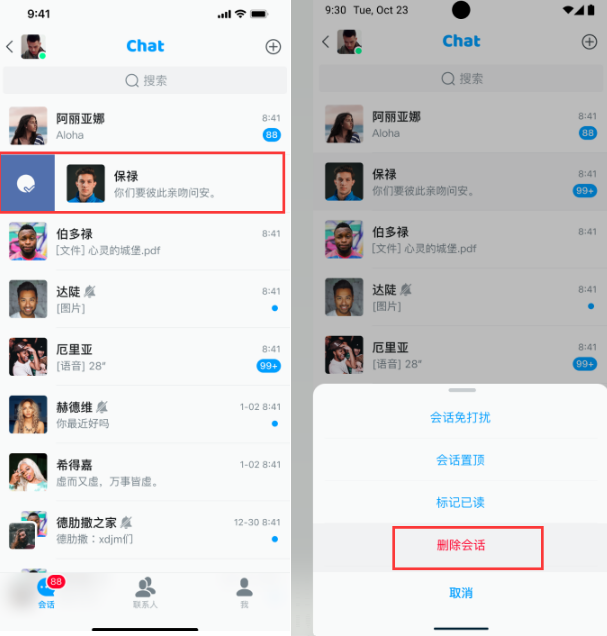 9:41
Chat
搜索
阿丽亚娜
8:41
Aloha
88
保禄
你们要彼此亲吻问安。
伯多禄
8:41
[文件] 心灵的城堡.pdf
达陡
8:41
[图片]
厄里亚
8:41
[语音] 28"
99+
赫德维
1-02 8:41
你最近好吗
希得嘉
1-02 8:41
虚而又虚，万事皆虚。
德肋撒之家
12-30 8:41
德肋撒：xdjm们
88
会话
联系人
我
9:30 Tue, Oct 23
Chat
搜索
阿丽亚娜
8:41
Aloha
88
保禄
8:41
你们要彼此亲吻问安。
99+
伯多禄
8:41
[文件] 心灵的城堡.pdf
达陡
8:41
[图片]
厄里亚
8:41
[语音] 28"
99+
会话免打扰
会话置顶
标记已读
删除会话
取消